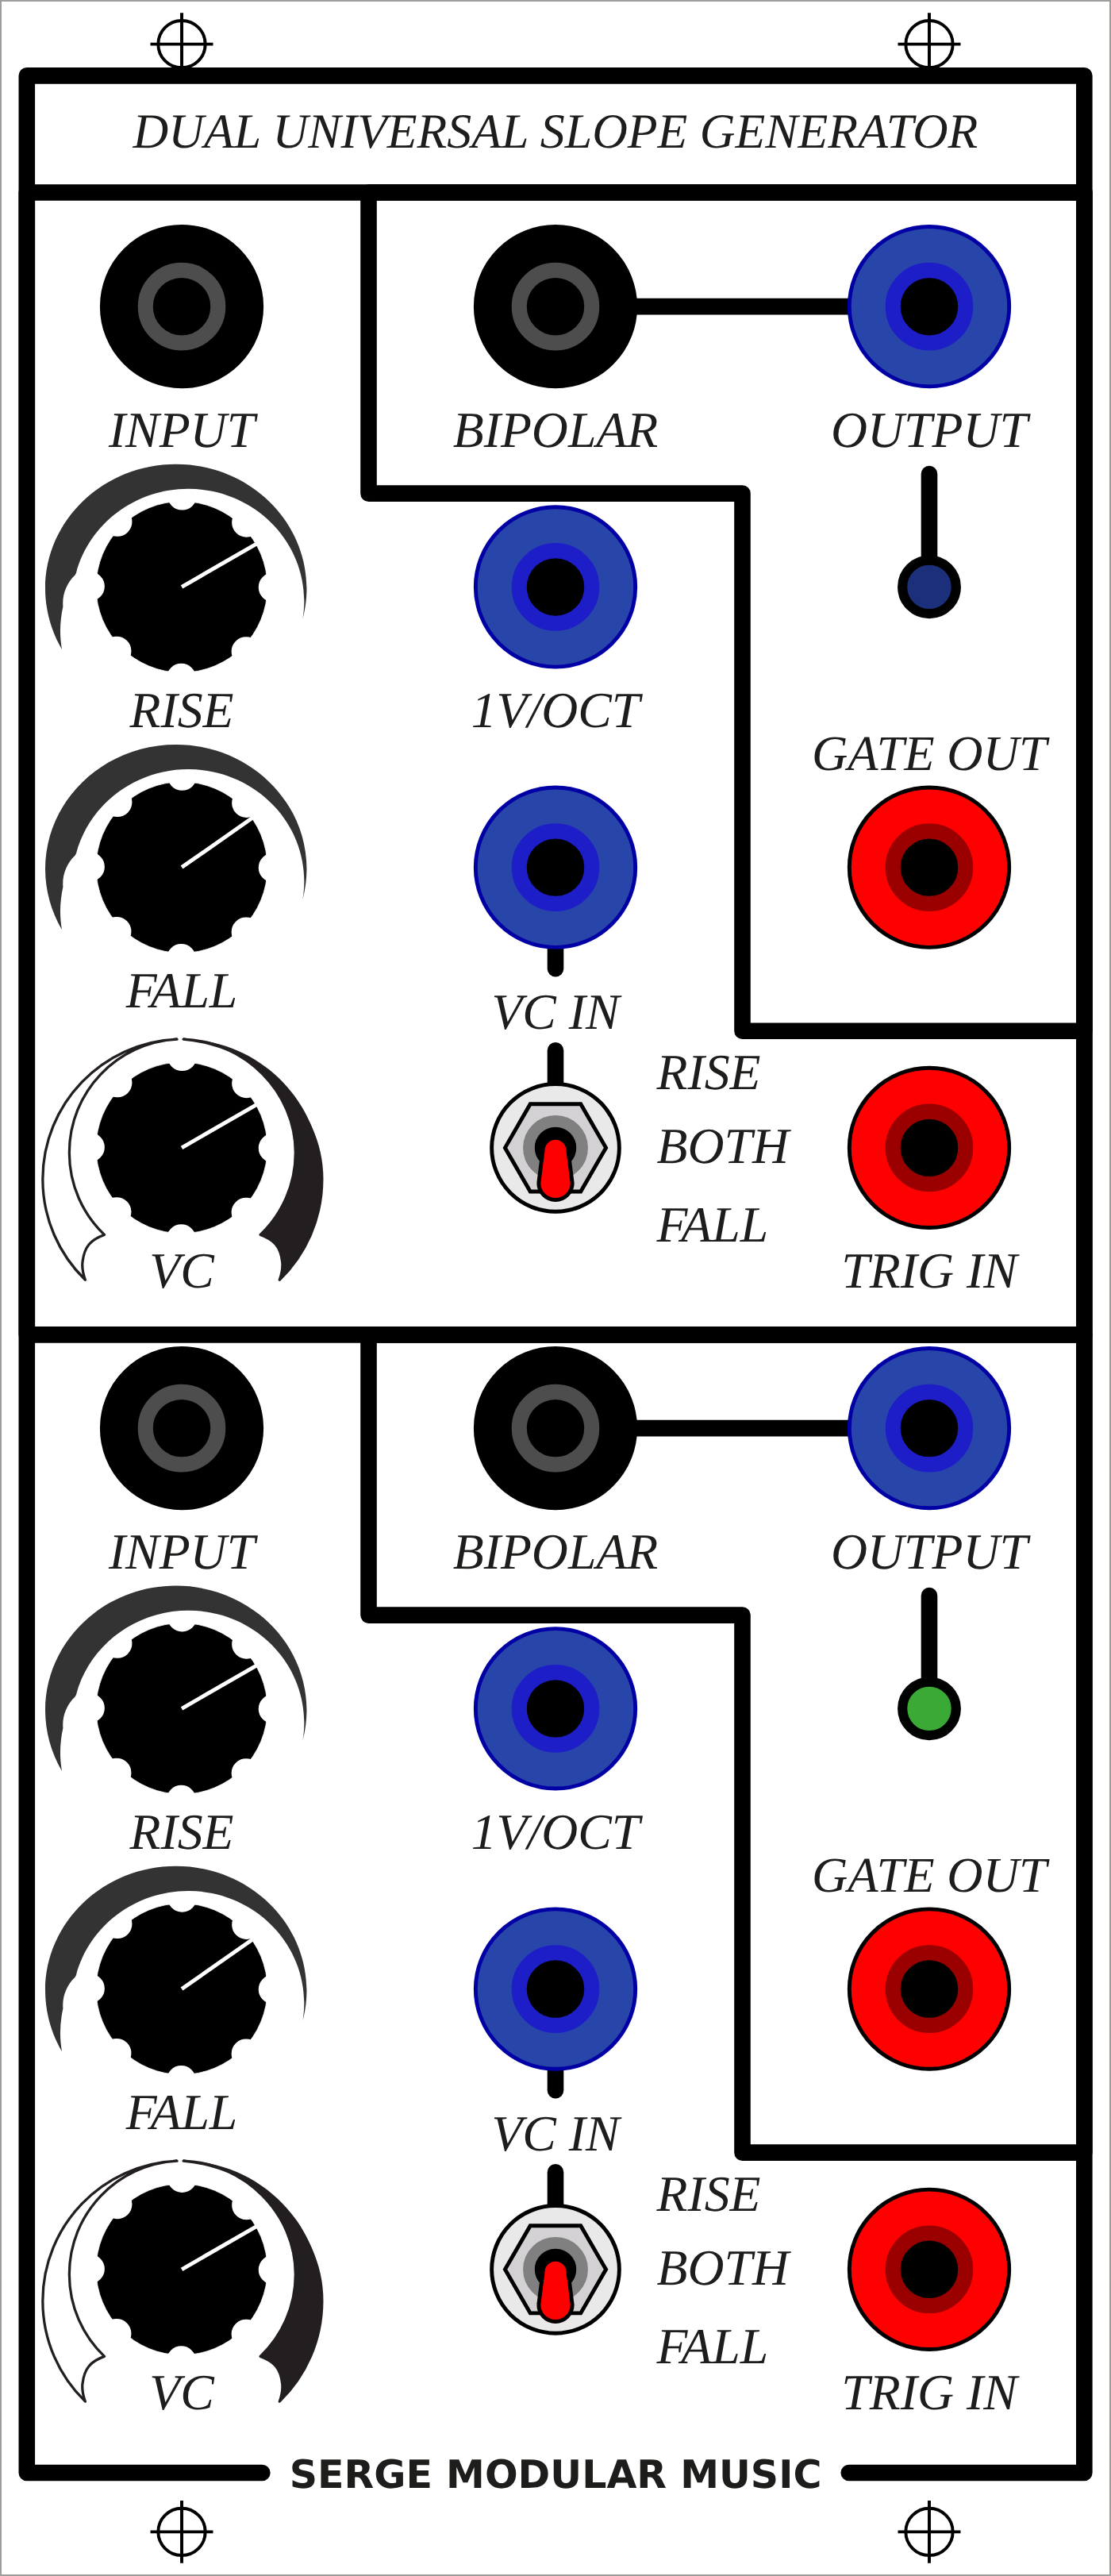 DUAL UNIVERSAL SLOPE GENERATOR
INPUT
BIPOLAR
OUTPUT
RISE
1V/OCT
GATE OUT
FALL
VC IN
RISE
BOTH
FALL
VC
TRIG IN
INPUT
BIPOLAR
OUTPUT
RISE
1V/OCT
GATE OUT
FALL
VC IN
RISE
BOTH
FALL
VC
TRIG IN
SERGE MODULAR MUSIC